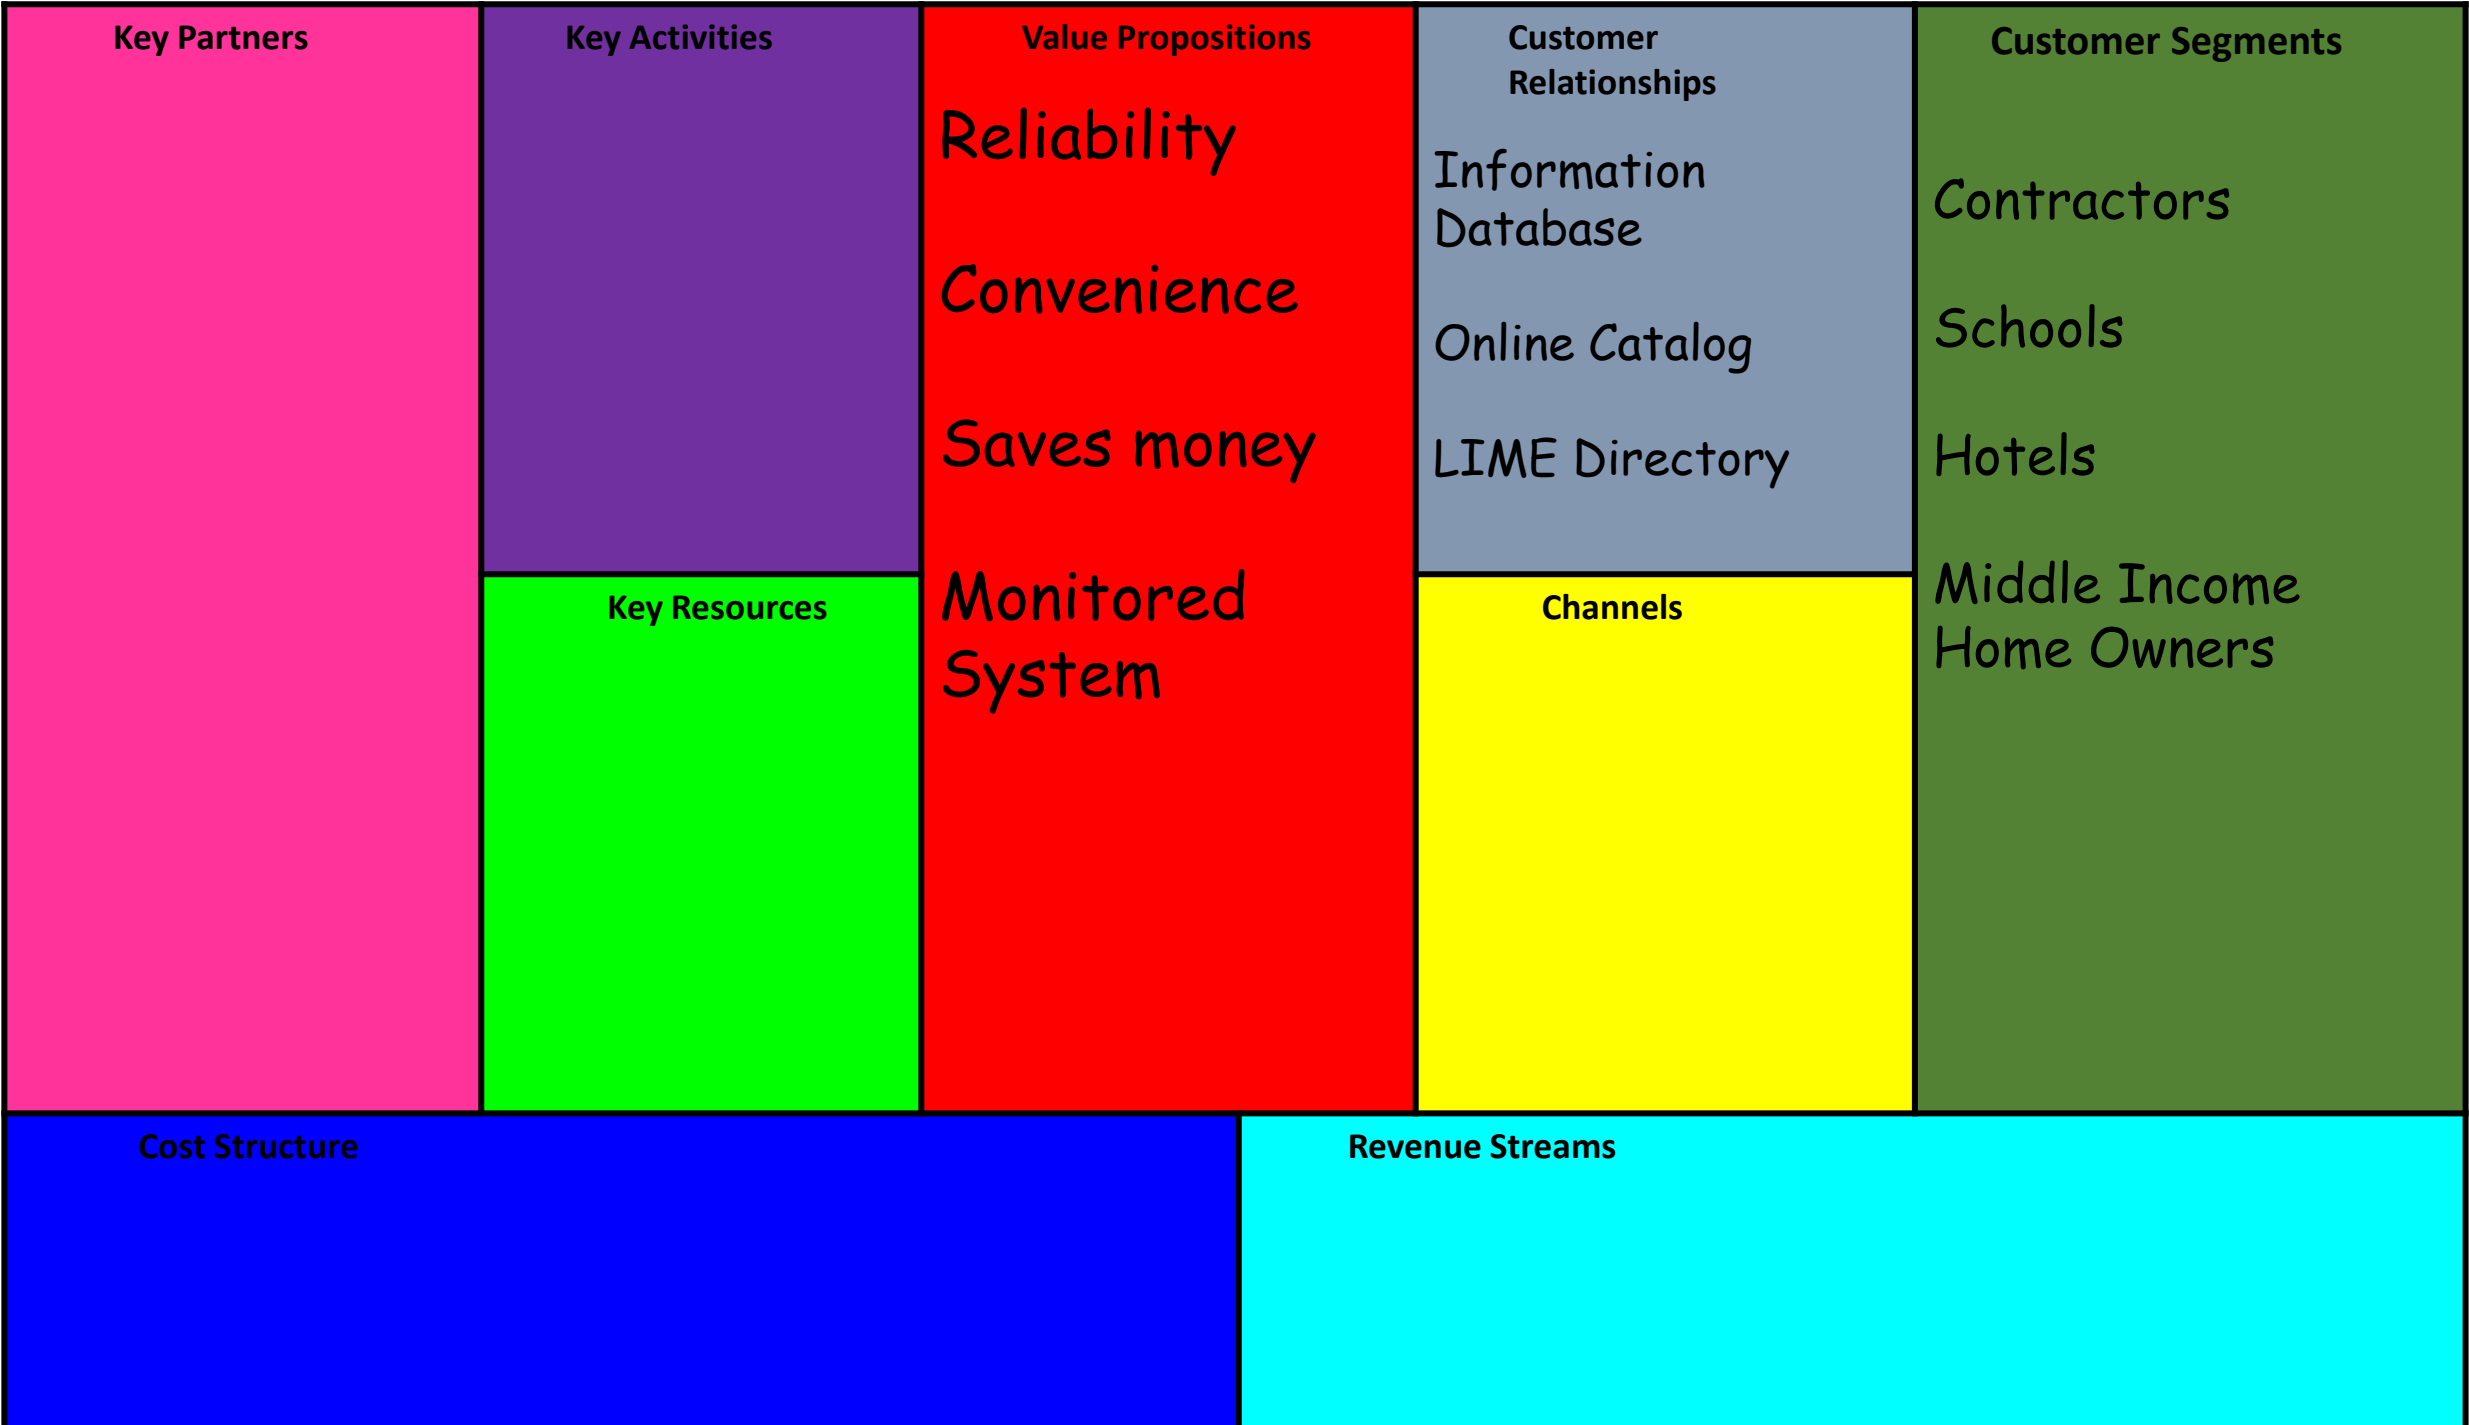 Key Partners
Key Activities
Value Propositions
Reliability
Convenience
Saves money
Monitored
System
Customer
Relationships
Information
Database
Online Catalog
LIME Directory
Customer Segments
Contractors
Schools
Hotels
Middle Income
Home Owners
Key Resources
Channels
Cost Structure
Revenue Streams